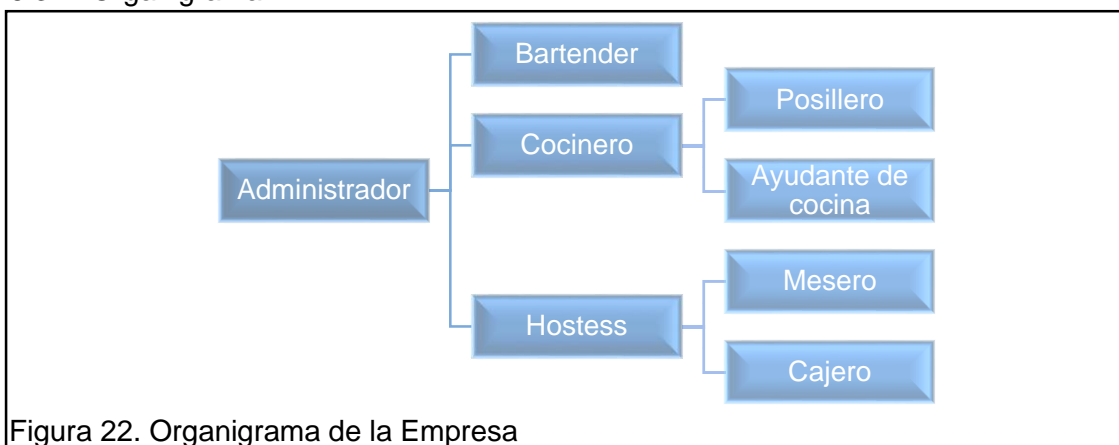 Bartender
Posillero
Cocinero
Administrador
Ayudante de
cocina
Mesero
Hostess
Cajero
Figura 22. Organigrama de la Empresa